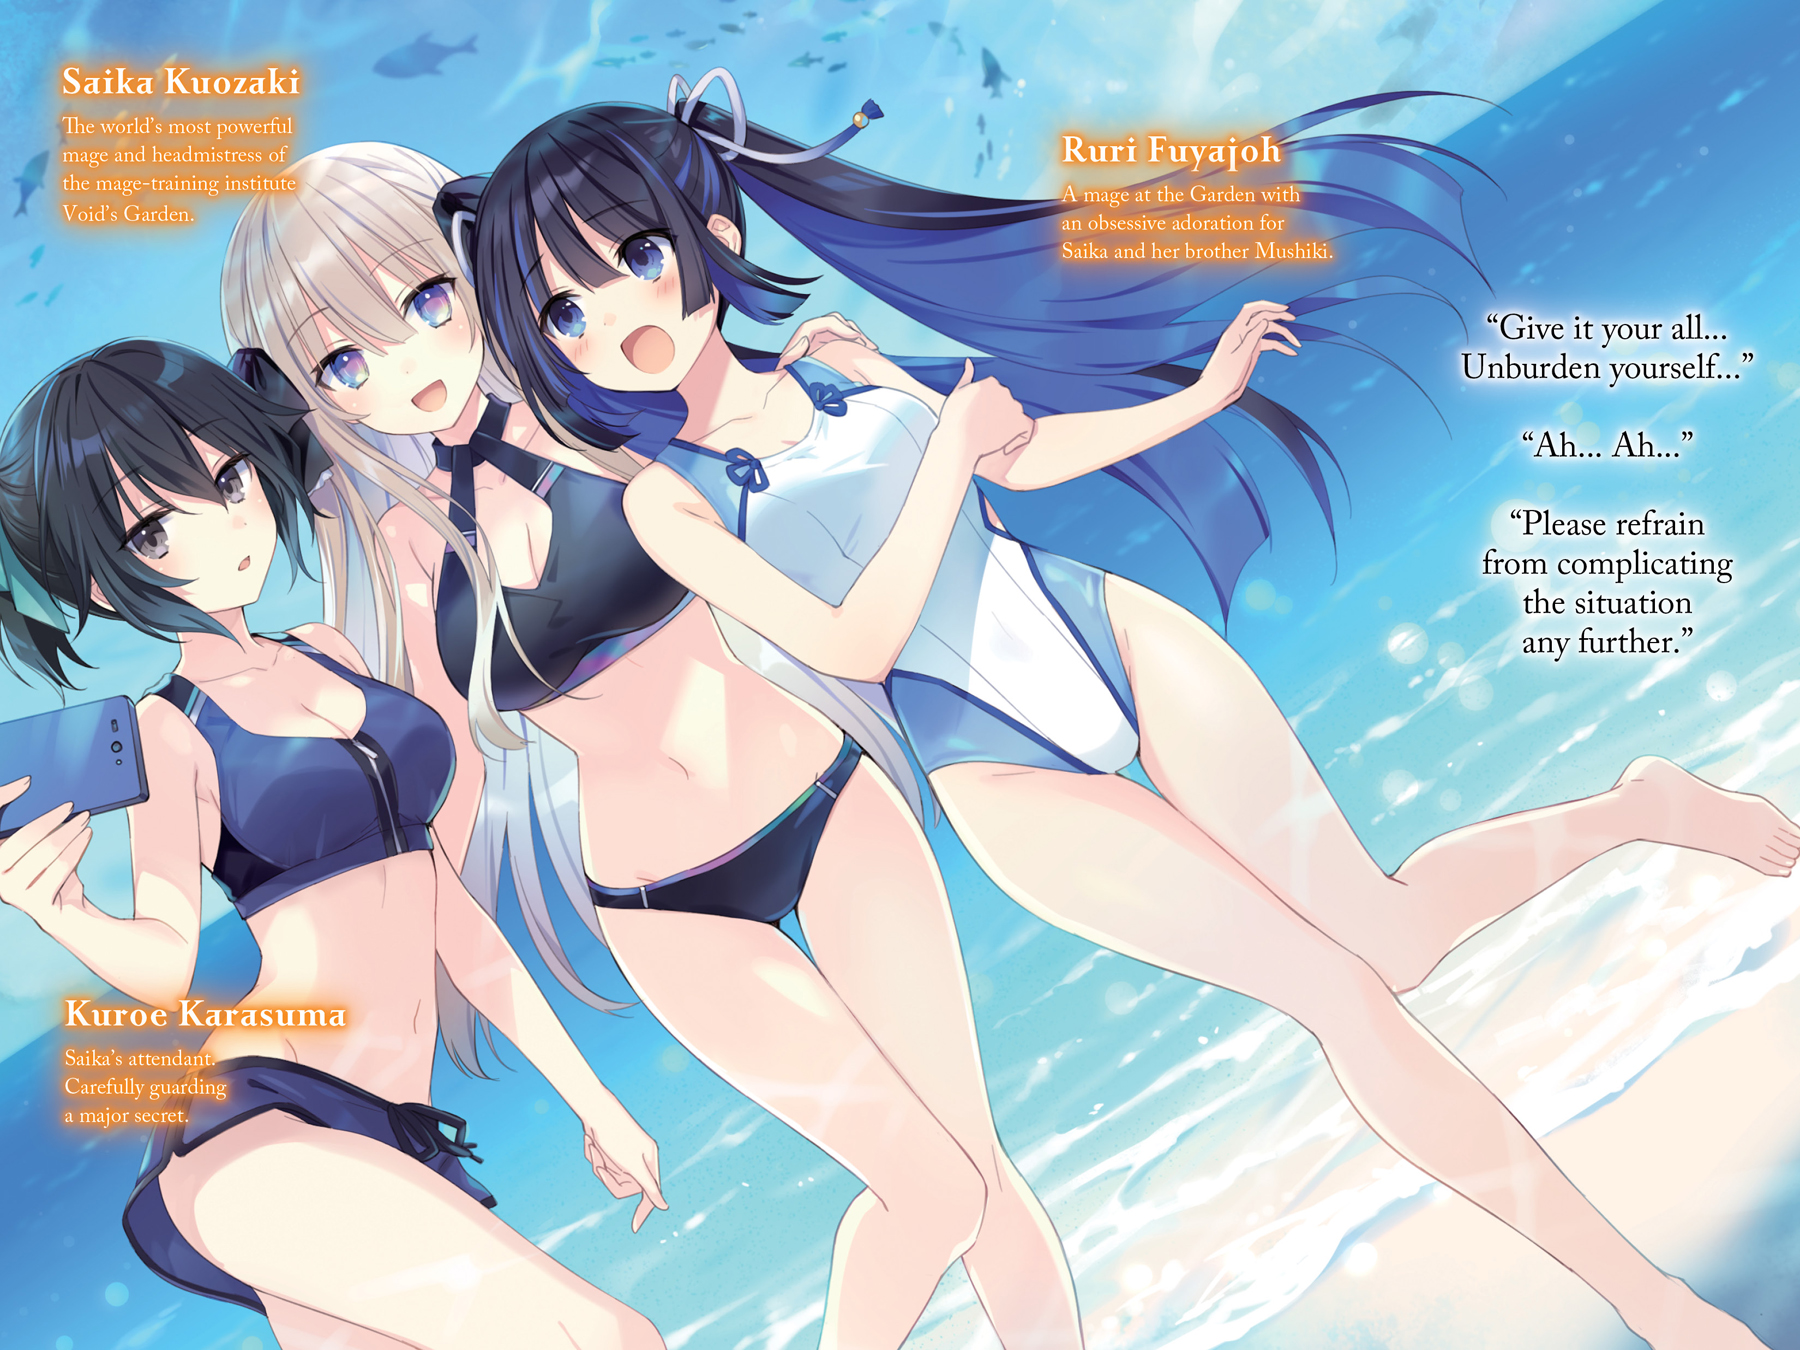 Saika Kuozaki
The world's most powerful
mage and headmistress of
the mage-training institute
Void's Garden.
Ruri Fuyajoh
A mage at the Garden with
an obsessive adoration for
Saika and her brother Mushiki.
“Give it your all...
Unburden yourself...”
“Ah... Ah...”
“Please refrain
from complicating
the situation
any further.”
Kuroe Karasuma
Saika's attendant.
Carefully guarding
a major secret.